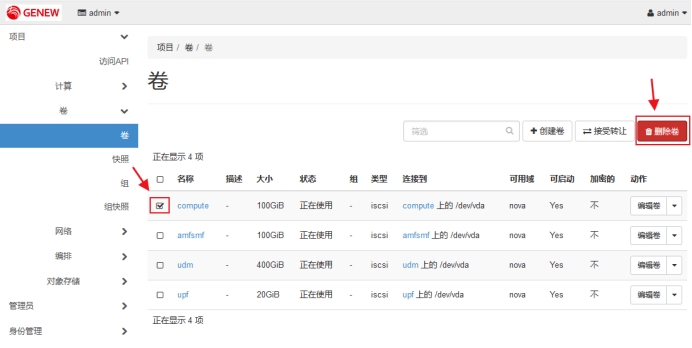 GENEW admin admin
项目
访问API
计算
卷
卷
快照
组
组快照
网络
编排
对象存储
管理员
身份管理
项目 / 卷 / 卷
卷
筛选 创建卷 接受转让 删除卷
正在显示 4 项
名称 描述 大小 状态 组 类型 连接到 可用域 可启动 加密的 动作
compute - 100GiB 正在使用 - iscsi compute 上的 /dev/vda nova Yes 不 编辑卷
amfsmf - 100GiB 正在使用 - iscsi amfsmf 上的 /dev/vda nova Yes 不 编辑卷
udm - 400GiB 正在使用 - iscsi udm 上的 /dev/vda nova Yes 不 编辑卷
upf - 20GiB 正在使用 - iscsi upf 上的 /dev/vda nova Yes 不 编辑卷
正在显示 4 项